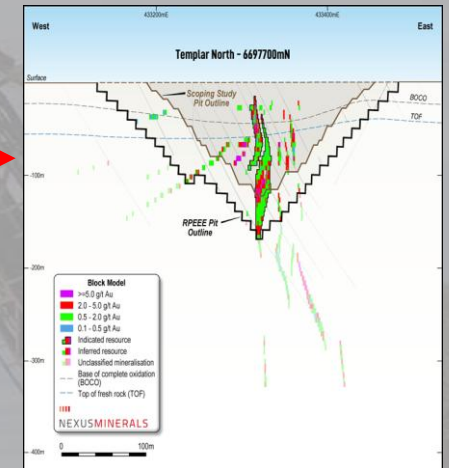 433200mE
433400mE
West
East
Templar North - 6697700mN
Surface
Scoping Study
Pit Outline
BOCO
TOF
-100m
RPEEE Pit
Outline
-200m
Block Model
>=5.0 g/t Au
2.0 - 5.0 g/t Au
0.5 - 2.0 g/t Au
0.1 - 0.5 g/t Au
Indicated resource
Inferred resource
Unclassified mineralisation
Base of complete oxidation
(BOCO)
Top of fresh rock (TOF)
-300m
NEXUSMINERALS
0 100m
-400m